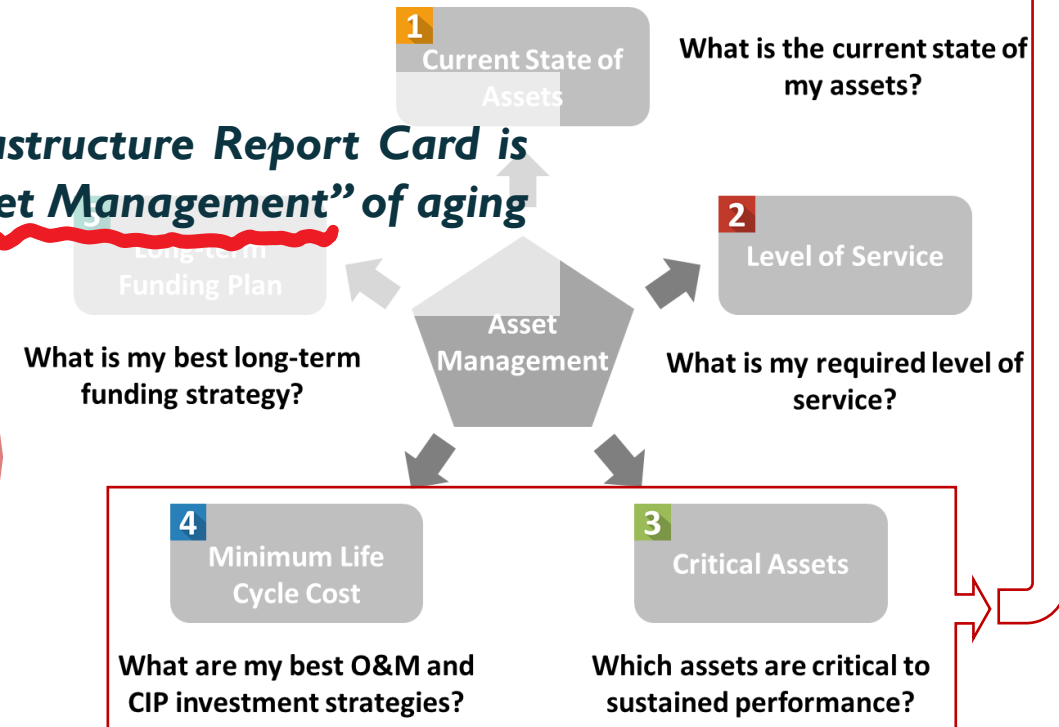 1
Current State of
Assets
What is the current state of
my assets?
astructure Report Card is
et Management” of aging
5
Long-term
Funding Plan
What is my best long-term
funding strategy?
2
Level of Service
What is my required level of
service?
Asset
Management
4
Minimum Life
Cycle Cost
What are my best O&M and
CIP investment strategies?
3
Critical Assets
Which assets are critical to
sustained performance?